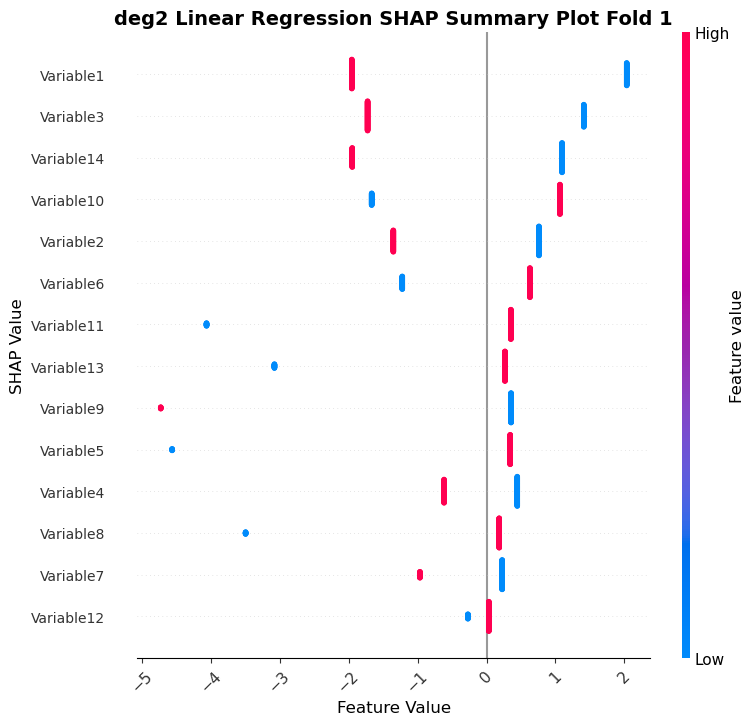 deg2 Linear Regression SHAP Summary Plot Fold 1
High
Variable1
Variable3
Variable14
Variable10
Variable2
Variable6
Variable11
Variable13
Variable9
Variable5
Variable4
Variable8
Variable7
Variable12
SHAP Value
Feature value
Low
−5 −4 −3 −2 −1 0 1 2
Feature Value